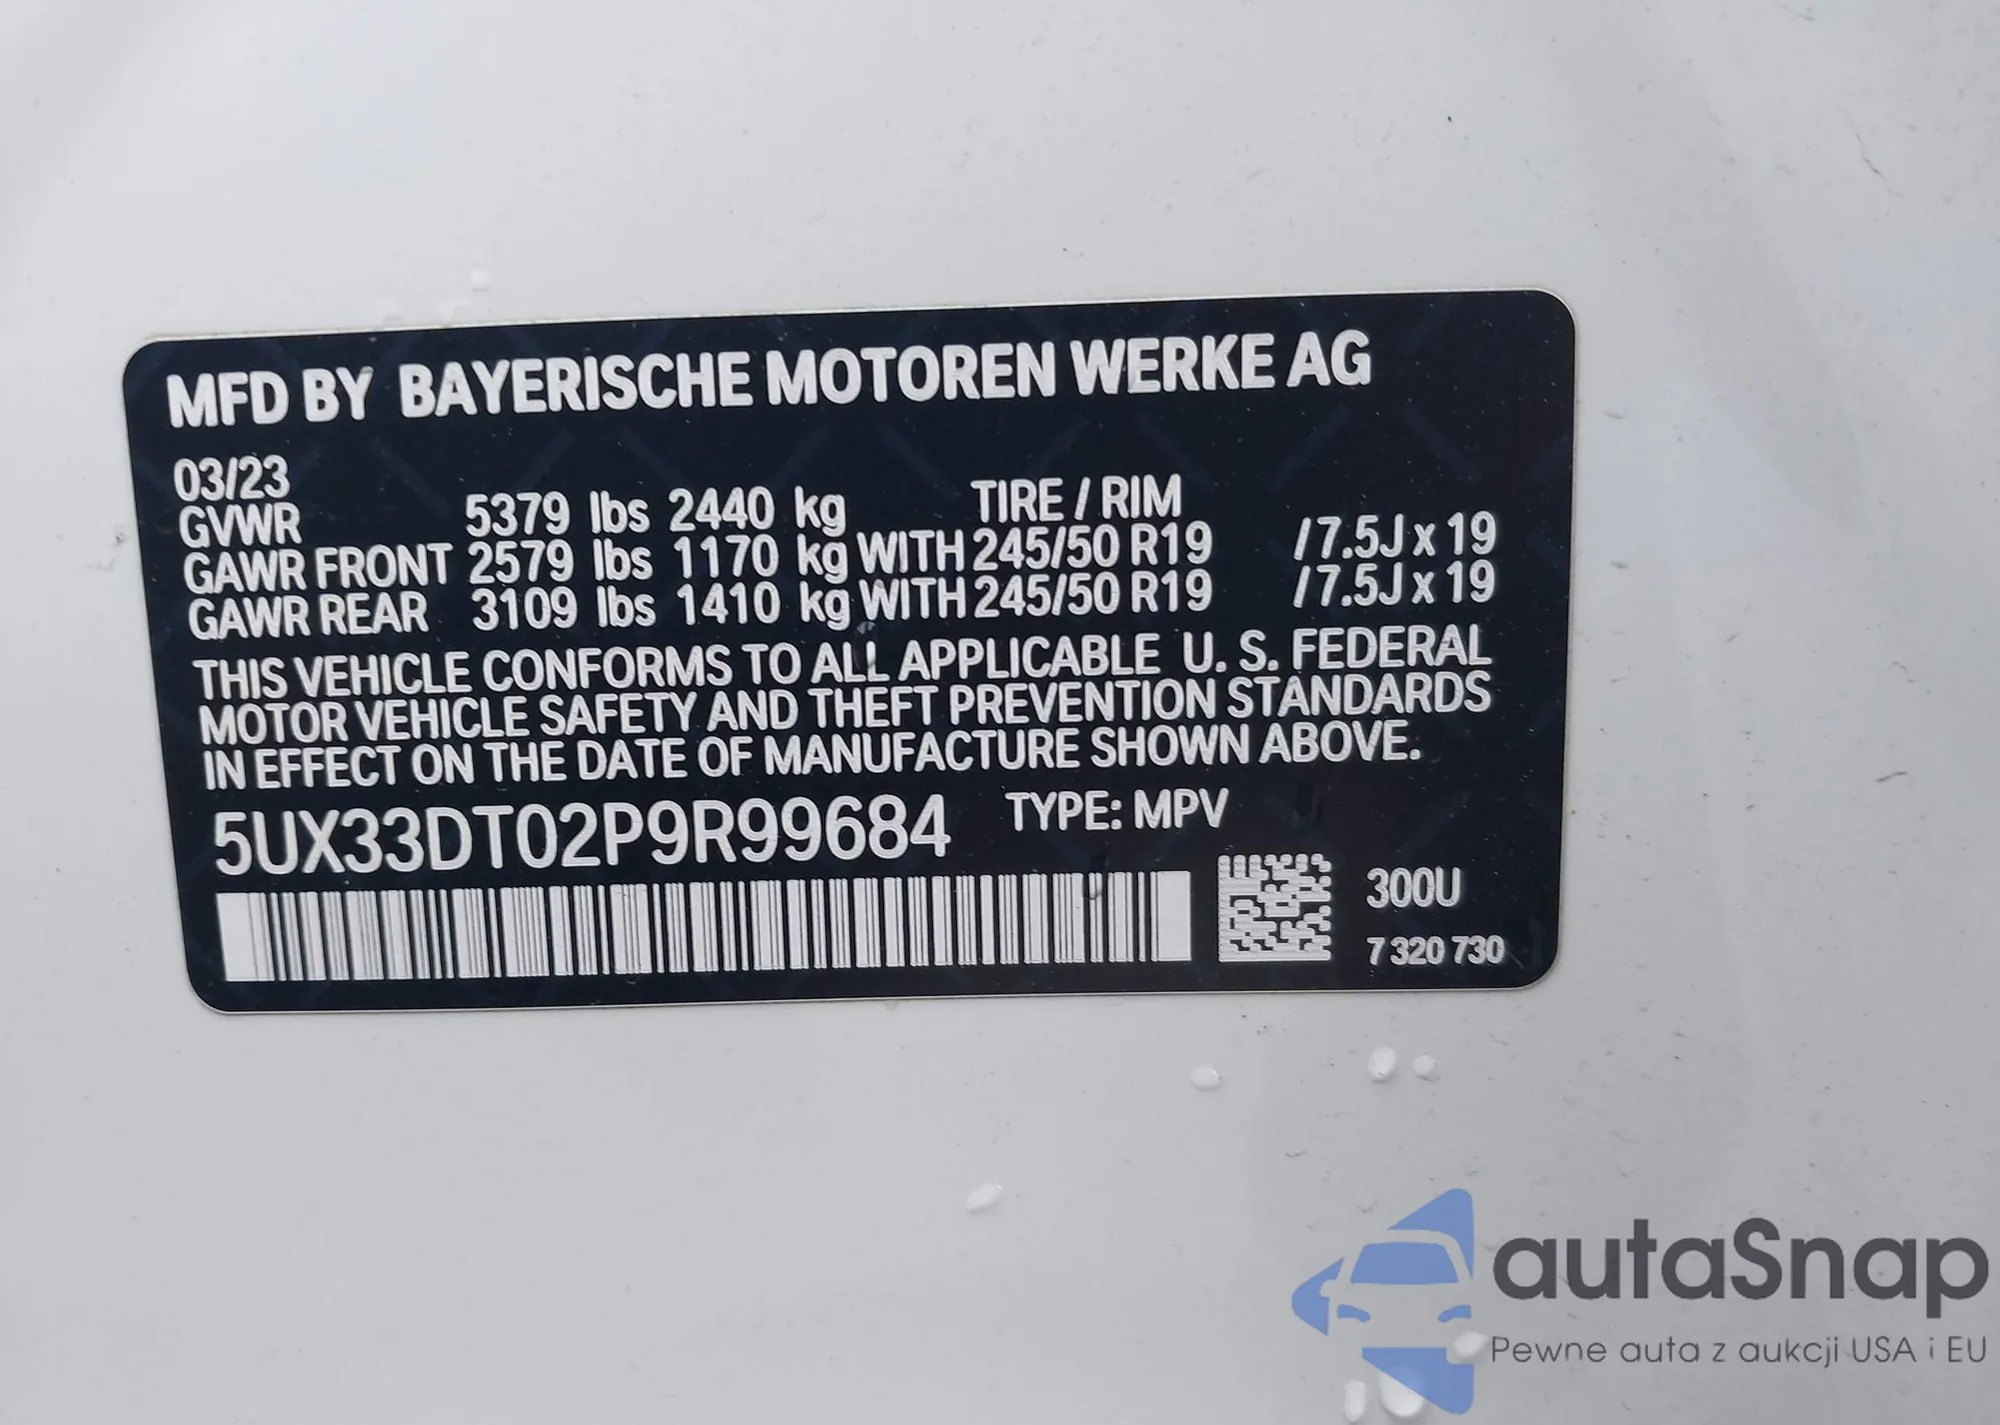 MFD BY BAYERISCHE MOTOREN WERKE AG
03/23
GVWR 5379 lbs 2440 kg TIRE / RIM
GAWR FRONT 2579 lbs 1170 kg WITH 245/50 R19 /7.5J x 19
GAWR REAR 3109 lbs 1410 kg WITH 245/50 R19 /7.5J x 19
THIS VEHICLE CONFORMS TO ALL APPLICABLE U. S. FEDERAL
MOTOR VEHICLE SAFETY AND THEFT PREVENTION STANDARDS
IN EFFECT ON THE DATE OF MANUFACTURE SHOWN ABOVE.
5UX33DT02P9R99684 TYPE: MPV
300U
7 320 730
autaSnap
Pewne auta z aukcji USA i EU